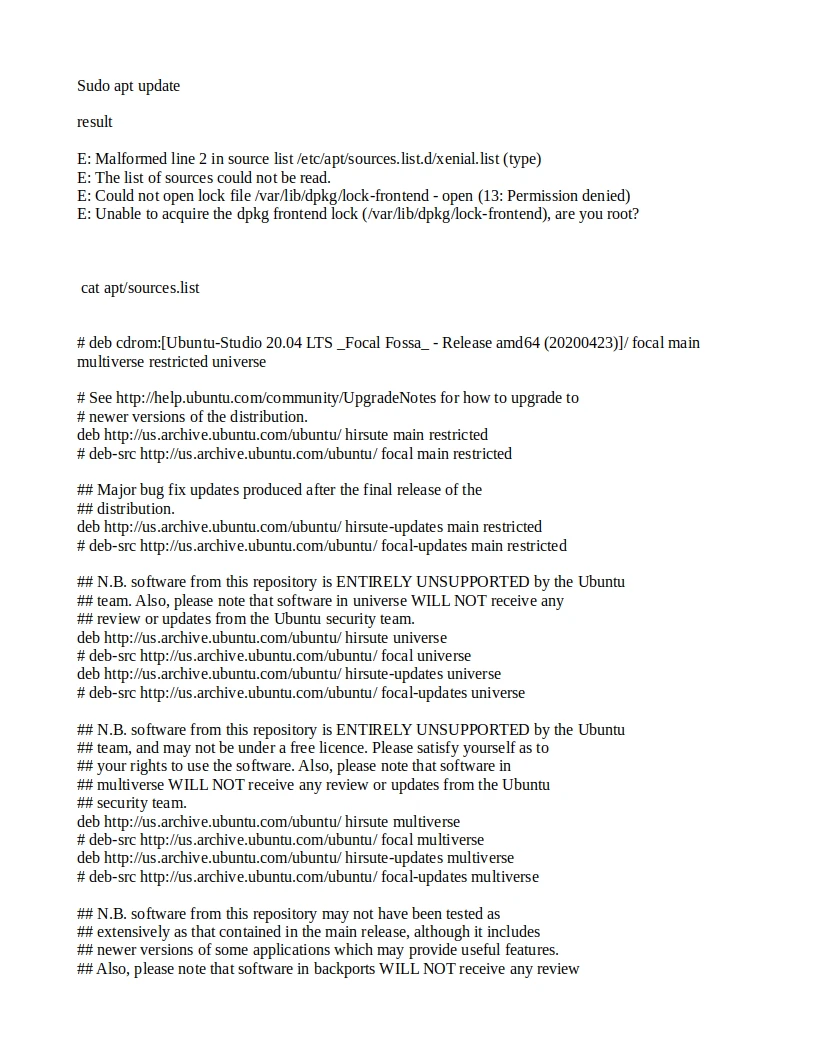 Sudo apt update
result
E: Malformed line 2 in source list /etc/apt/sources.list.d/xenial.list (type)
E: The list of sources could not be read.
E: Could not open lock file /var/lib/dpkg/lock-frontend - open (13: Permission denied)
E: Unable to acquire the dpkg frontend lock (/var/lib/dpkg/lock-frontend), are you root?
cat apt/sources.list
# deb cdrom:[Ubuntu-Studio 20.04 LTS _Focal Fossa_ - Release amd64 (20200423)]/ focal main
multiverse restricted universe
# See http://help.ubuntu.com/community/UpgradeNotes for how to upgrade to
# newer versions of the distribution.
deb http://us.archive.ubuntu.com/ubuntu/ hirsute main restricted
# deb-src http://us.archive.ubuntu.com/ubuntu/ focal main restricted
## Major bug fix updates produced after the final release of the
## distribution.
deb http://us.archive.ubuntu.com/ubuntu/ hirsute-updates main restricted
# deb-src http://us.archive.ubuntu.com/ubuntu/ focal-updates main restricted
## N.B. software from this repository is ENTIRELY UNSUPPORTED by the Ubuntu
## team. Also, please note that software in universe WILL NOT receive any
## review or updates from the Ubuntu security team.
deb http://us.archive.ubuntu.com/ubuntu/ hirsute universe
# deb-src http://us.archive.ubuntu.com/ubuntu/ focal universe
deb http://us.archive.ubuntu.com/ubuntu/ hirsute-updates universe
# deb-src http://us.archive.ubuntu.com/ubuntu/ focal-updates universe
## N.B. software from this repository is ENTIRELY UNSUPPORTED by the Ubuntu
## team, and may not be under a free licence. Please satisfy yourself as to
## your rights to use the software. Also, please note that software in
## multiverse WILL NOT receive any review or updates from the Ubuntu
## security team.
deb http://us.archive.ubuntu.com/ubuntu/ hirsute multiverse
# deb-src http://us.archive.ubuntu.com/ubuntu/ focal multiverse
deb http://us.archive.ubuntu.com/ubuntu/ hirsute-updates multiverse
# deb-src http://us.archive.ubuntu.com/ubuntu/ focal-updates multiverse
## N.B. software from this repository may not have been tested as
## extensively as that contained in the main release, although it includes
## newer versions of some applications which may provide useful features.
## Also, please note that software in backports WILL NOT receive any review